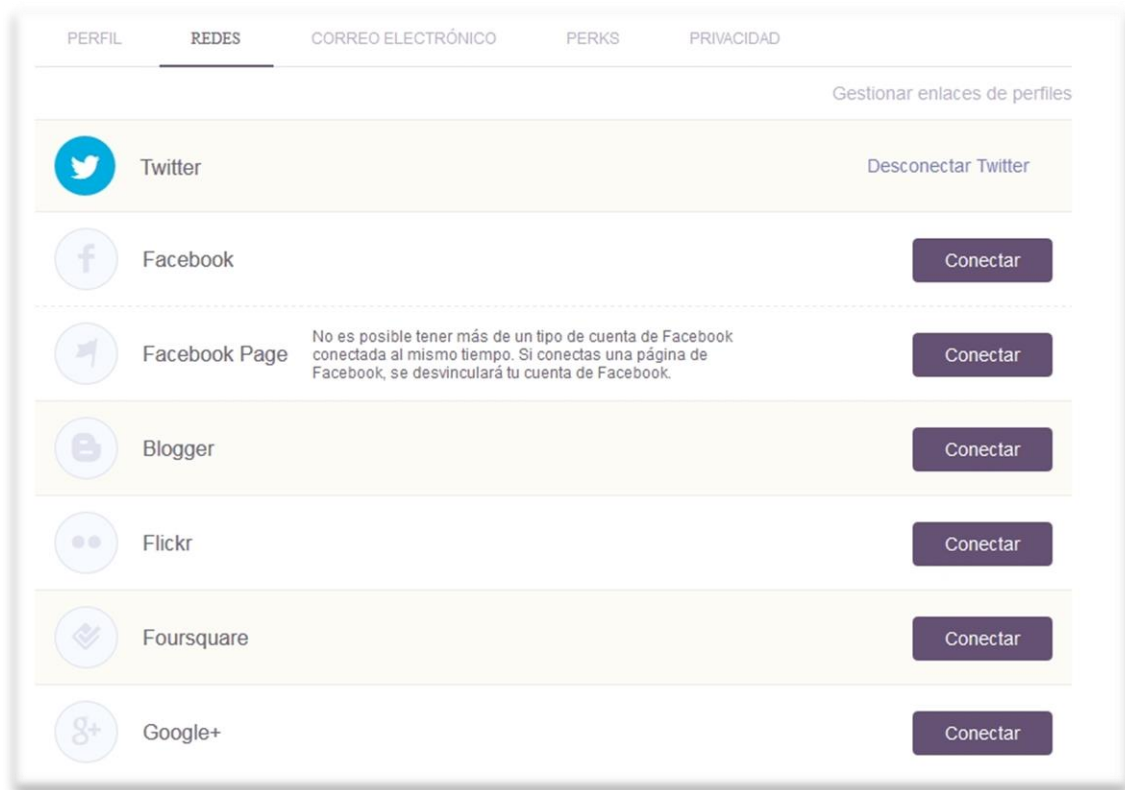 PERFIL REDES CORREO ELECTRÓNICO PERKS PRIVACIDAD
Gestionar enlaces de perfiles
Twitter Desconectar Twitter
Facebook Conectar
Facebook Page No es posible tener más de un tipo de cuenta de Facebook
conectada al mismo tiempo. Si conectas una página de
Facebook, se desvinculará tu cuenta de Facebook.
Conectar
Blogger Conectar
Flickr Conectar
Foursquare Conectar
Google+ Conectar